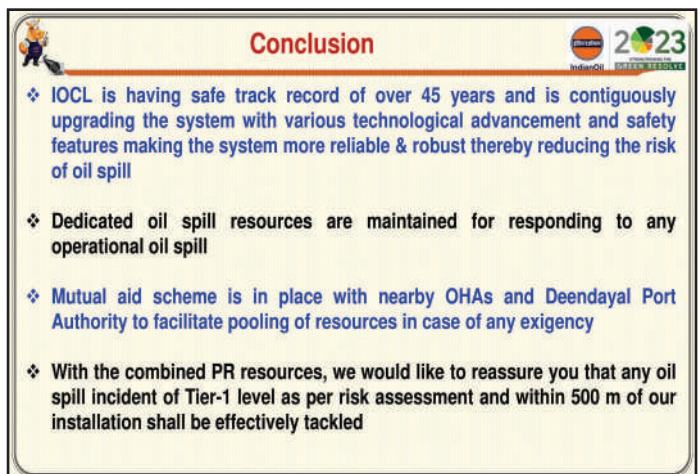 Conclusion
IndianOil
2023
GREEN RESOLVE
❖ IOCL is having safe track record of over 45 years and is contiguously
upgrading the system with various technological advancement and safety
features making the system more reliable & robust thereby reducing the risk
of oil spill
❖ Dedicated oil spill resources are maintained for responding to any
operational oil spill
❖ Mutual aid scheme is in place with nearby OHAs and Deendayal Port
Authority to facilitate pooling of resources in case of any exigency
❖ With the combined PR resources, we would like to reassure you that any oil
spill incident of Tier-1 level as per risk assessment and within 500 m of our
installation shall be effectively tackled